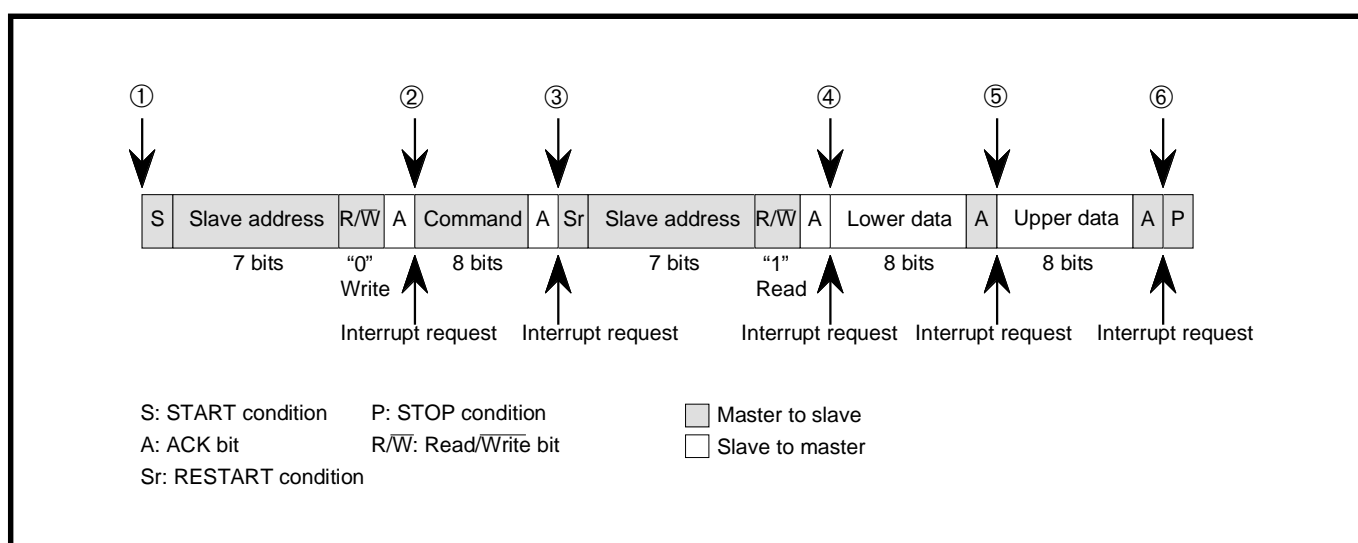 ① ② ③ ④ ⑤ ⑥
S Slave address R/W̅ A Command A Sr Slave address R/W̅ A Lower data A Upper data A P
7 bits “0” 8 bits 7 bits “1” 8 bits 8 bits
Write Read
Interrupt request Interrupt request Interrupt request Interrupt request Interrupt request
S: START condition P: STOP condition Master to slave
A: ACK bit R/W̅: Read/W̅r̅i̅t̅e̅ bit Slave to master
Sr: RESTART condition